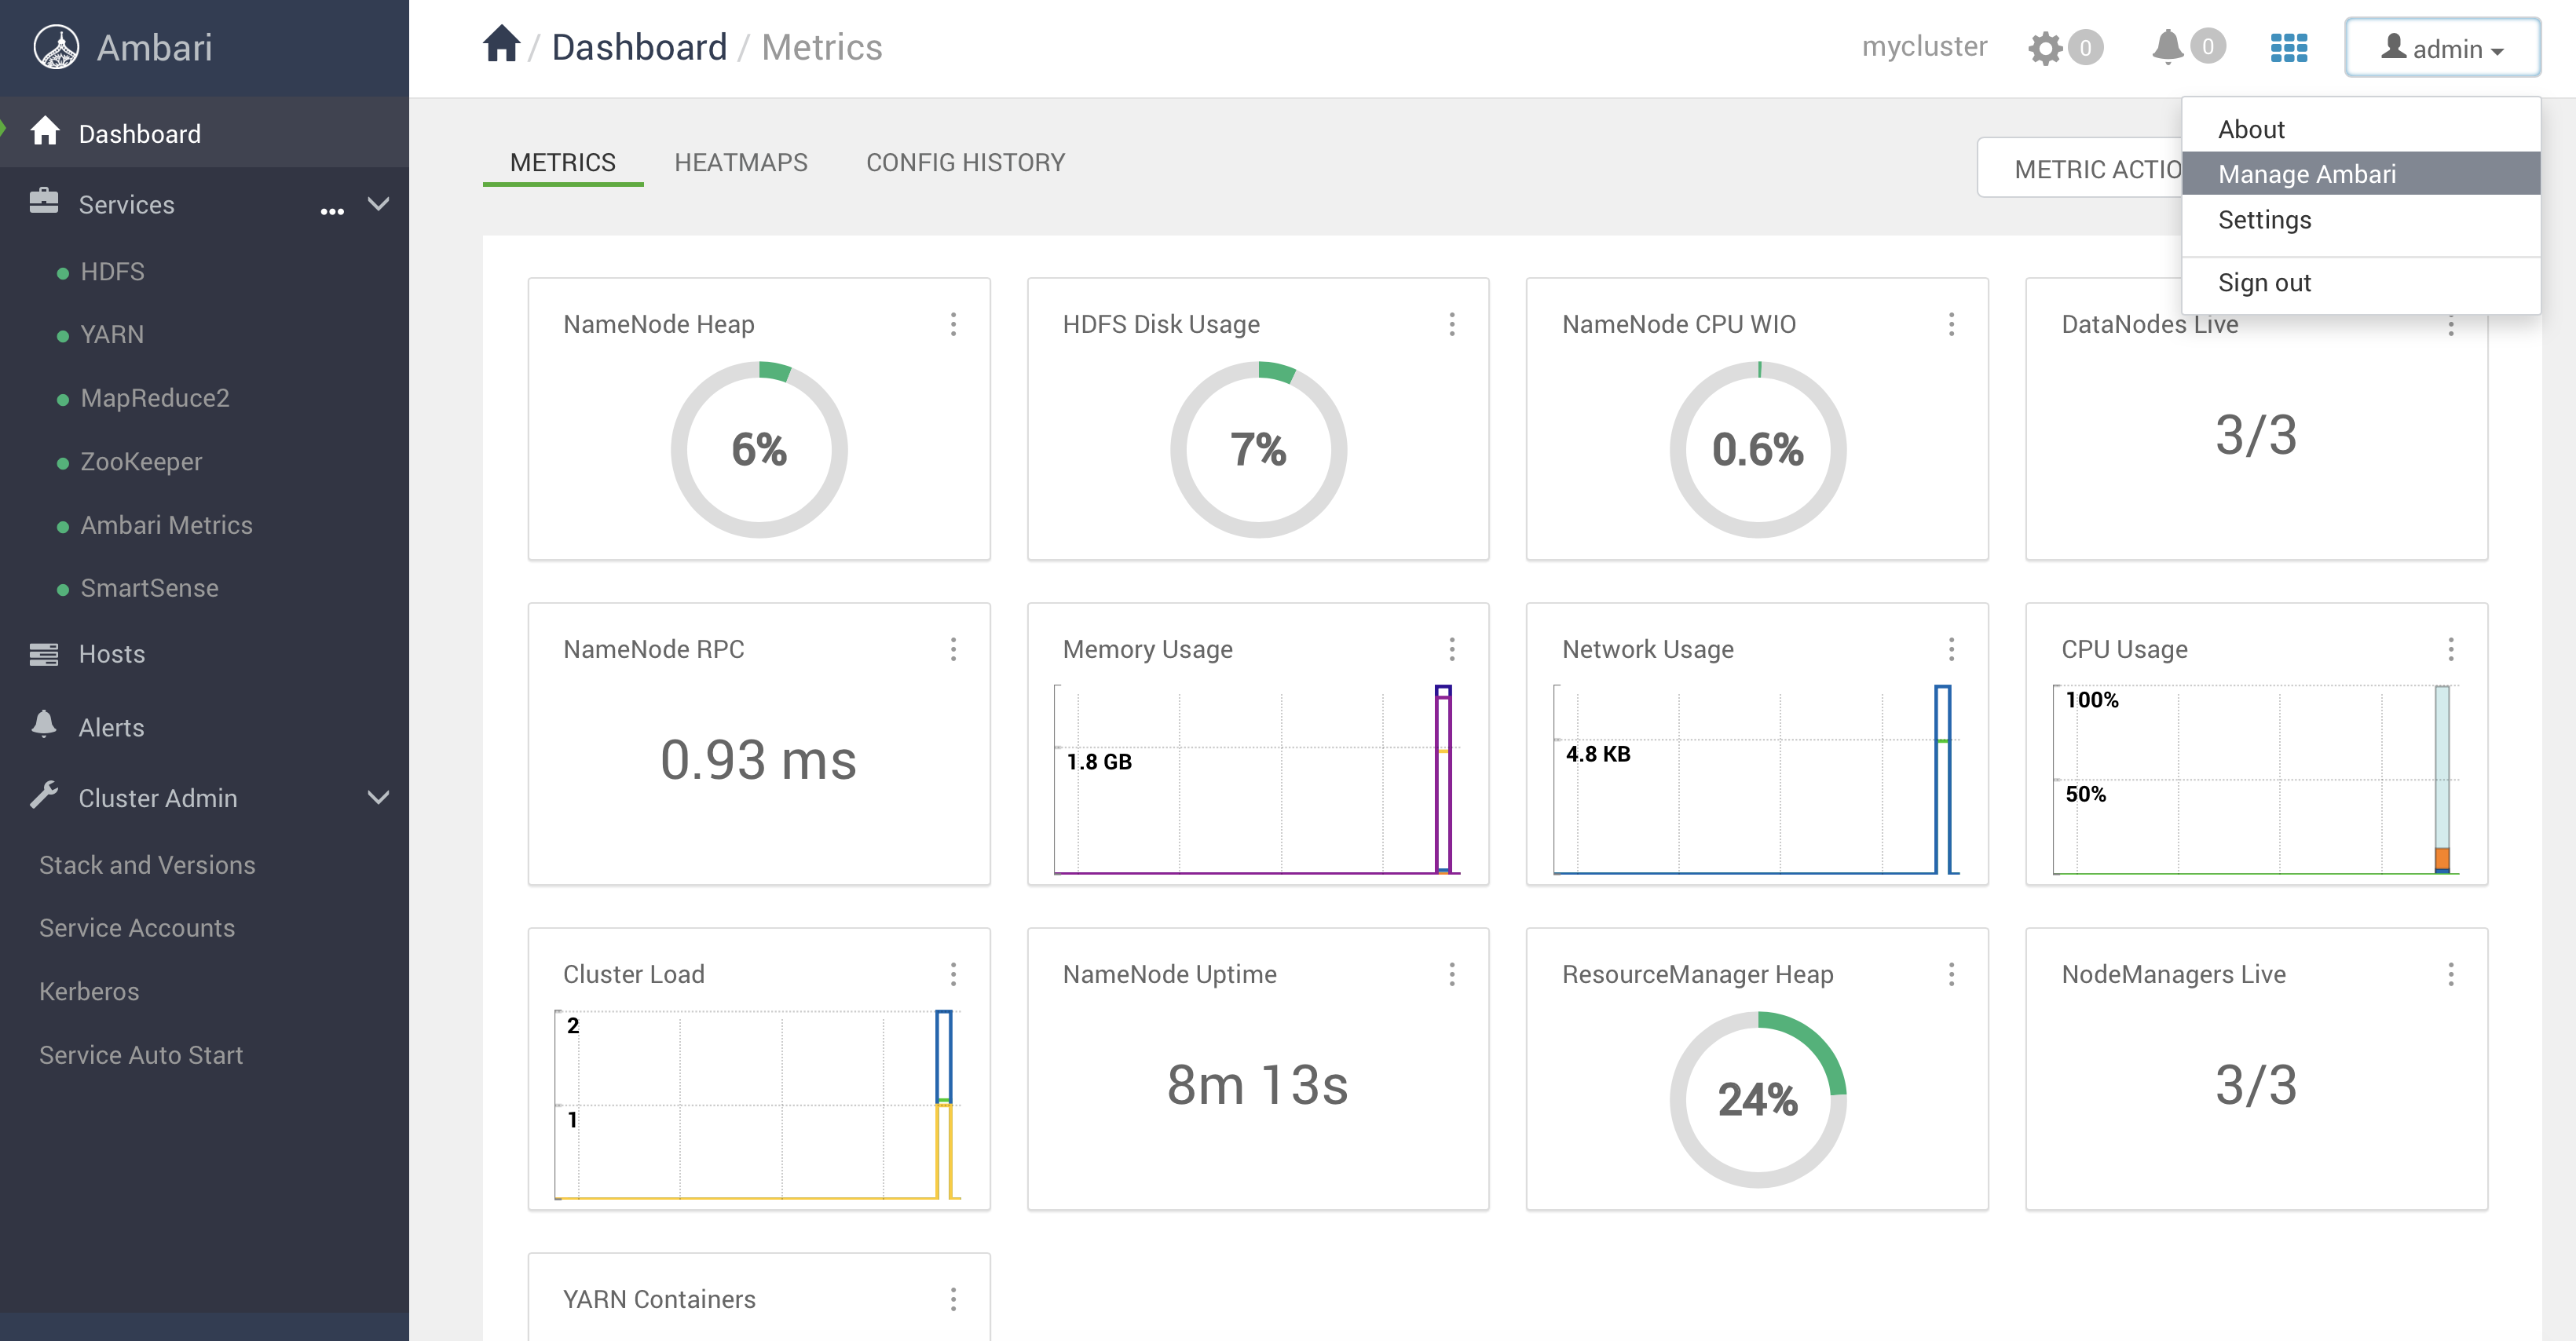 Ambari
Dashboard
Services ...
HDFS
YARN
MapReduce2
ZooKeeper
Ambari Metrics
SmartSense
Hosts
Alerts
Cluster Admin
Stack and Versions
Service Accounts
Kerberos
Service Auto Start
/ Dashboard / Metrics
mycluster 0 0 admin
About
Manage Ambari
Settings
Sign out
METRICS HEATMAPS CONFIG HISTORY
METRIC ACTIO
NameNode Heap
6%
HDFS Disk Usage
7%
NameNode CPU WIO
0.6%
DataNodes Live
3/3
NameNode RPC
0.93 ms
Memory Usage
1.8 GB
Network Usage
4.8 KB
CPU Usage
100%
50%
Cluster Load
2
1
NameNode Uptime
8m 13s
ResourceManager Heap
24%
NodeManagers Live
3/3
YARN Containers